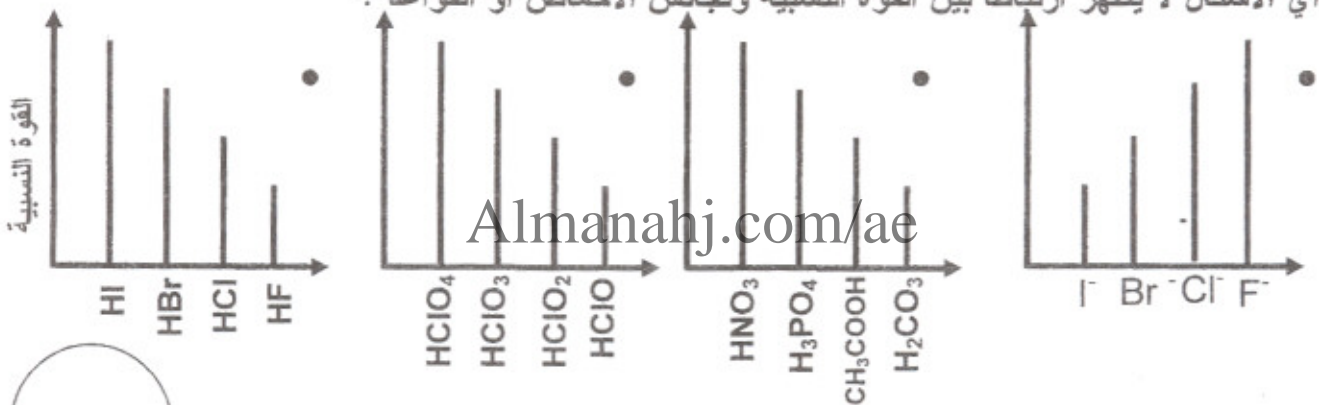 القوة النسبية
HI HBr HCl HF
HClO₄ HClO₃ HClO₂ HClO
HNO₃ H₃PO₄ CH₃COOH H₂CO₃
I⁻ Br⁻ Cl⁻ F⁻
Almanahj.com/ae